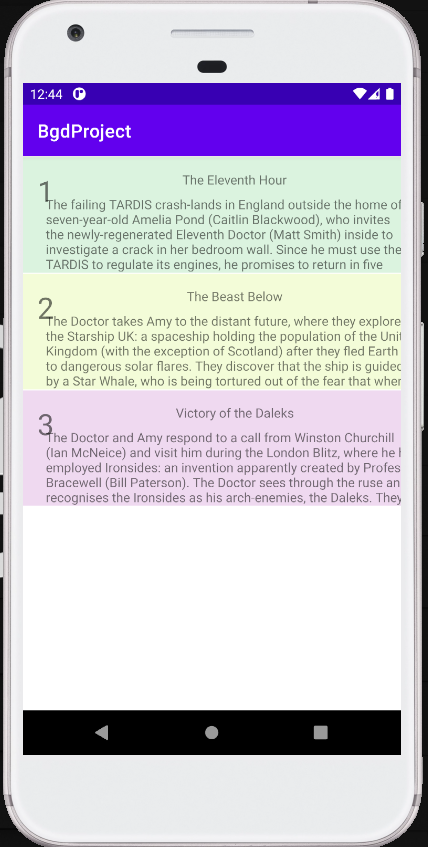 12:44
BgdProject
1
The Eleventh Hour
The failing TARDIS crash-lands in England outside the home of
seven-year-old Amelia Pond (Caitlin Blackwood), who invites
the newly-regenerated Eleventh Doctor (Matt Smith) inside to
investigate a crack in her bedroom wall. Since he must use the
TARDIS to regulate its engines, he promises to return in five
2
The Beast Below
The Doctor takes Amy to the distant future, where they explore
the Starship UK: a spaceship holding the population of the Unit
Kingdom (with the exception of Scotland) after they fled Earth
to dangerous solar flares. They discover that the ship is guided
by a Star Whale, who is being tortured out of the fear that when
3
Victory of the Daleks
The Doctor and Amy respond to a call from Winston Churchill
(Ian McNeice) and visit him during the London Blitz, where he h
employed Ironsides: an invention apparently created by Profes
Bracewell (Bill Paterson). The Doctor sees through the ruse an
recognises the Ironsides as his arch-enemies, the Daleks. They